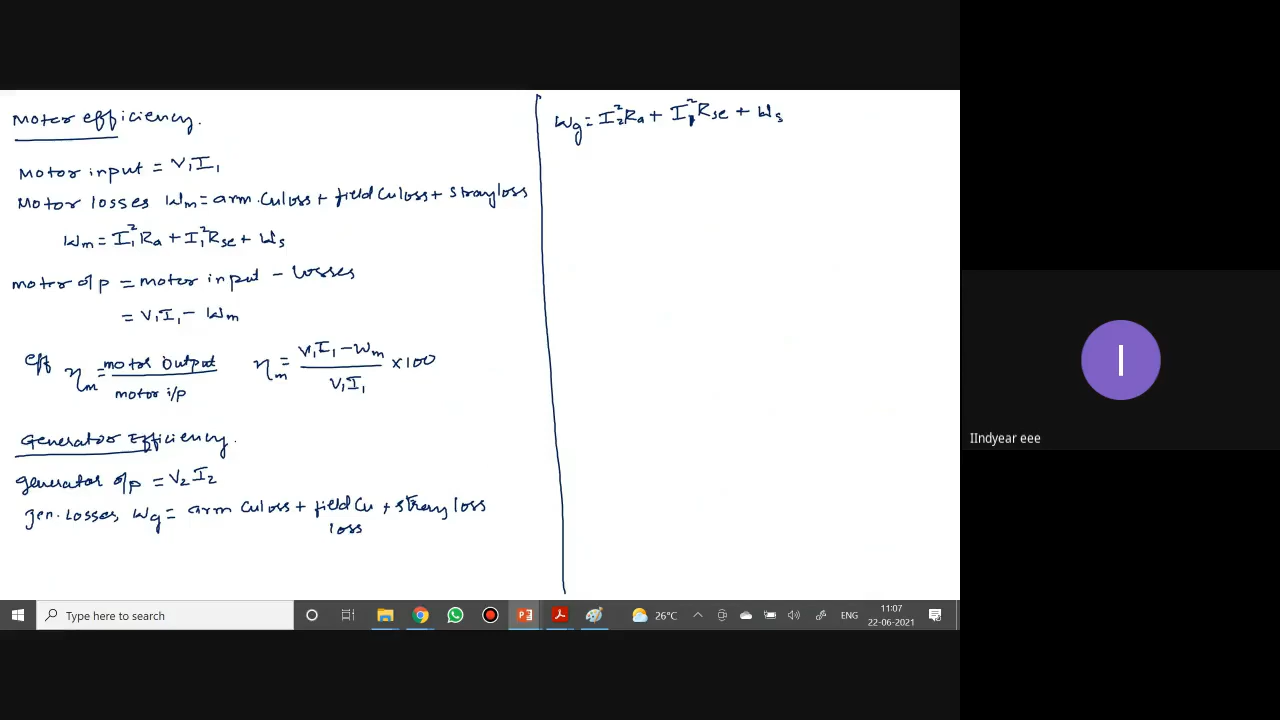 Motor efficiency.
Motor input = V₁I₁
Motor losses Wm = arm. Cu loss + field Cu loss + stray loss
Wm = I₁²Ra + I₁²Rse + Ws
motor o/p = motor input - losses
= V₁I₁ - Wm
eff ηm = motor output / motor i/p
ηm = (V₁I₁ - Wm) / V₁I₁ × 100
Generator Efficiency.
generator o/p = V₂I₂
gen. losses, Wg = arm Cu loss + field Cu + stray loss
loss
Wg = I₂²Ra + I₁²Rse + Ws
I
IIndyear eee
Type here to search
26°C
ENG
11:07
22-06-2021